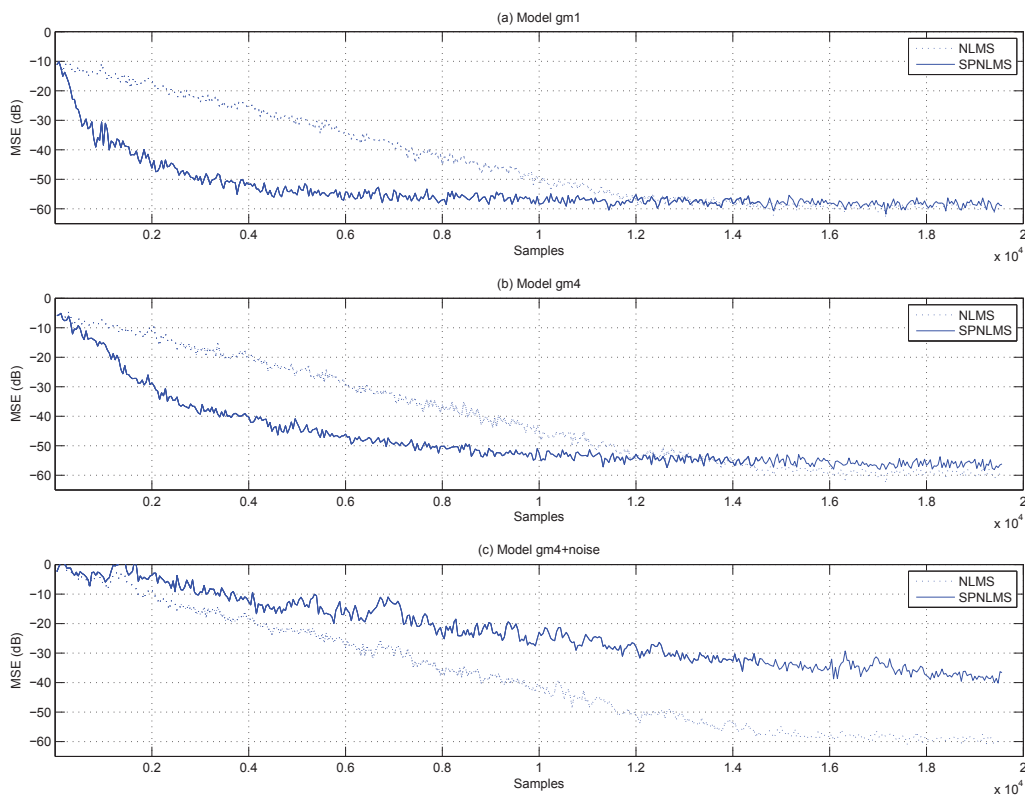 (a) Model gm1
0
−10
−20
−30
−40
−50
−60
MSE (dB)
NLMS
SPNLMS
0.2 0.4 0.6 0.8 1 1.2 1.4 1.6 1.8 2
Samples
x 10^4
(b) Model gm4
0
−10
−20
−30
−40
−50
−60
MSE (dB)
NLMS
SPNLMS
0.2 0.4 0.6 0.8 1 1.2 1.4 1.6 1.8 2
Samples
x 10^4
(c) Model gm4+noise
0
−10
−20
−30
−40
−50
−60
MSE (dB)
NLMS
SPNLMS
0.2 0.4 0.6 0.8 1 1.2 1.4 1.6 1.8 2
Samples
x 10^4